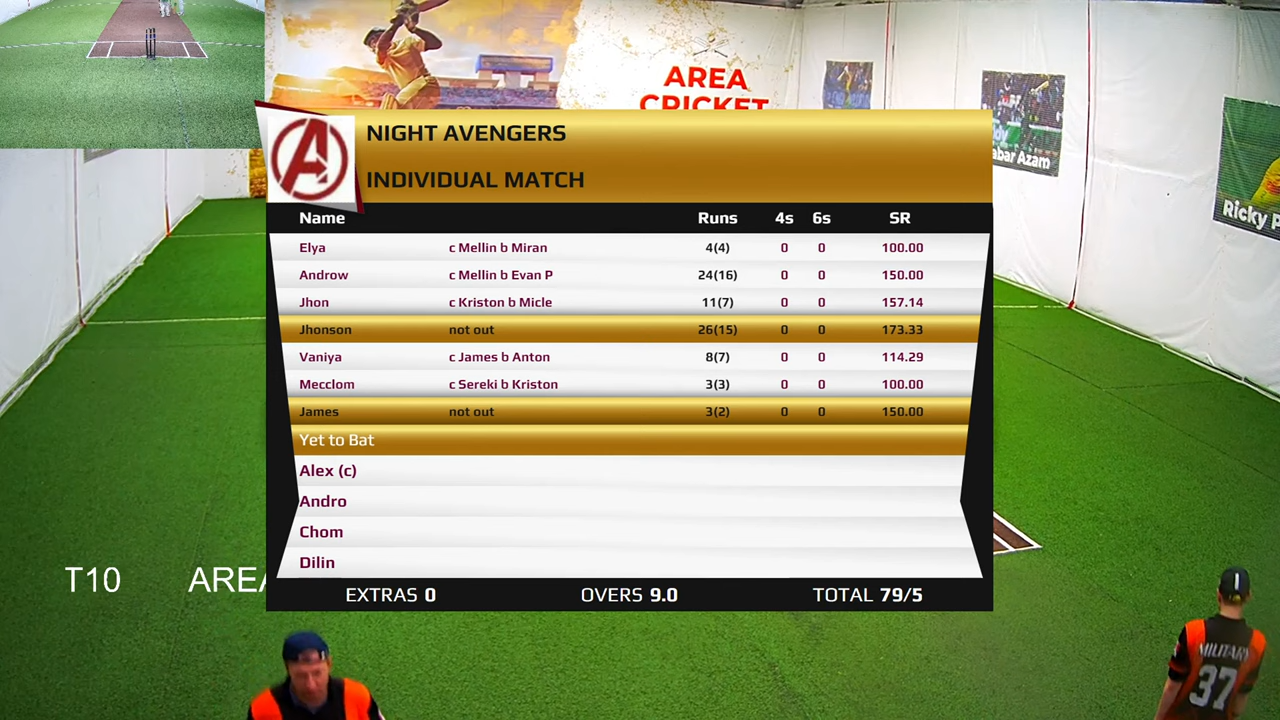 AREA
CRICKET
abar Azam
Ricky P
NIGHT AVENGERS
INDIVIDUAL MATCH
Name Runs 4s 6s SR
Elya c Mellin b Miran 4(4) 0 0 100.00
Androw c Mellin b Evan P 24(16) 0 0 150.00
Jhon c Kriston b Micle 11(7) 0 0 157.14
Jhonson not out 26(15) 0 0 173.33
Vaniya c James b Anton 8(7) 0 0 114.29
Mecclom c Sereki b Kriston 3(3) 0 0 100.00
James not out 3(2) 0 0 150.00
Yet to Bat
Alex (c)
Andro
Chom
Dilin
EXTRAS 0 OVERS 9.0 TOTAL 79/5
T10 AREA
MILITARY
37